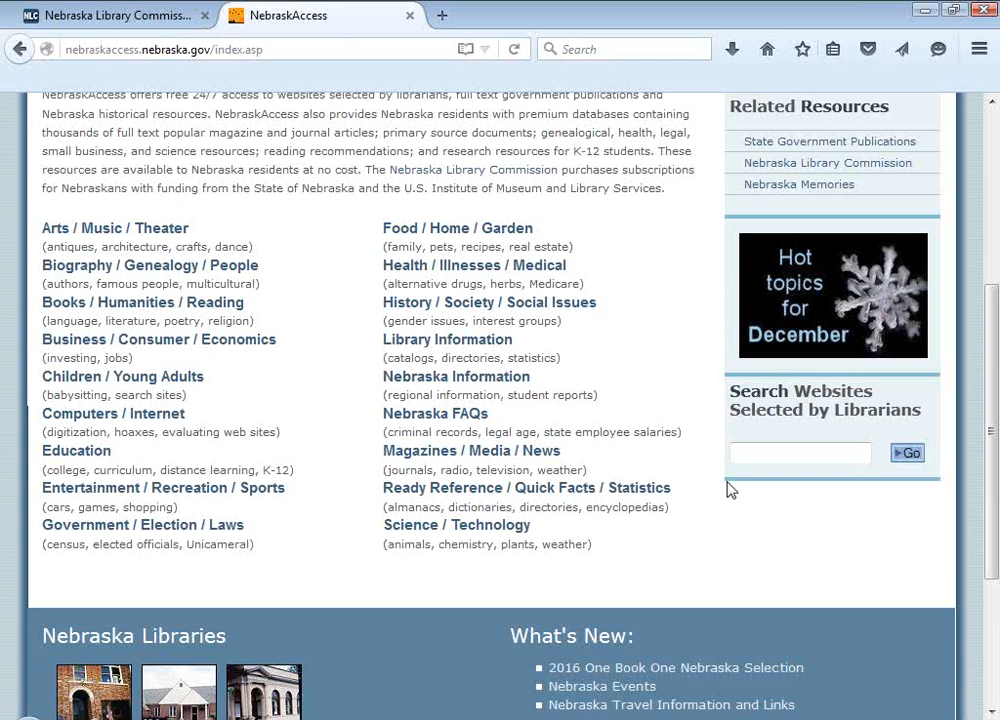 NLC Nebraska Library Commiss...
NebraskAccess
nebraskaccess.nebraska.gov/index.asp
Search
NebraskAccess offers free 24/7 access to websites selected by librarians, full text government publications and
Nebraska historical resources. NebraskAccess also provides Nebraska residents with premium databases containing
thousands of full text popular magazine and journal articles; primary source documents; genealogical, health, legal,
small business, and science resources; reading recommendations; and research resources for K-12 students. These
resources are available to Nebraska residents at no cost. The Nebraska Library Commission purchases subscriptions
for Nebraskans with funding from the State of Nebraska and the U.S. Institute of Museum and Library Services.
Arts / Music / Theater
(antiques, architecture, crafts, dance)
Biography / Genealogy / People
(authors, famous people, multicultural)
Books / Humanities / Reading
(language, literature, poetry, religion)
Business / Consumer / Economics
(investing, jobs)
Children / Young Adults
(babysitting, search sites)
Computers / Internet
(digitization, hoaxes, evaluating web sites)
Education
(college, curriculum, distance learning, K-12)
Entertainment / Recreation / Sports
(cars, games, shopping)
Government / Election / Laws
(census, elected officials, Unicameral)
Food / Home / Garden
(family, pets, recipes, real estate)
Health / Illnesses / Medical
(alternative drugs, herbs, Medicare)
History / Society / Social Issues
(gender issues, interest groups)
Library Information
(catalogs, directories, statistics)
Nebraska Information
(regional information, student reports)
Nebraska FAQs
(criminal records, legal age, state employee salaries)
Magazines / Media / News
(journals, radio, television, weather)
Ready Reference / Quick Facts / Statistics
(almanacs, dictionaries, directories, encyclopedias)
Science / Technology
(animals, chemistry, plants, weather)
Related Resources
State Government Publications
Nebraska Library Commission
Nebraska Memories
Hot
topics
for
December
Search Websites
Selected by Librarians
Go
Nebraska Libraries
What's New:
2016 One Book One Nebraska Selection
Nebraska Events
Nebraska Travel Information and Links